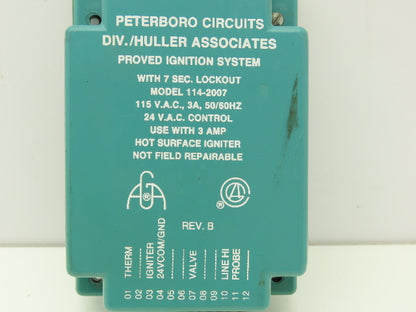 PETERBORO CIRCUITS
DIV./HULLER ASSOCIATES
PROVED IGNITION SYSTEM
WITH 7 SEC. LOCKOUT
MODEL 114-2007
115 V.A.C., 3A, 50/60HZ
24 V.A.C. CONTROL
USE WITH 3 AMP
HOT SURFACE IGNITER
NOT FIELD REPAIRABLE
AGA ®
CGA ®
REV. B
01 THERM
02
03 IGNITER
04 24VCOM/GND
05
06
07 VALVE
08
09
10 LINE HI
11 PROBE
12